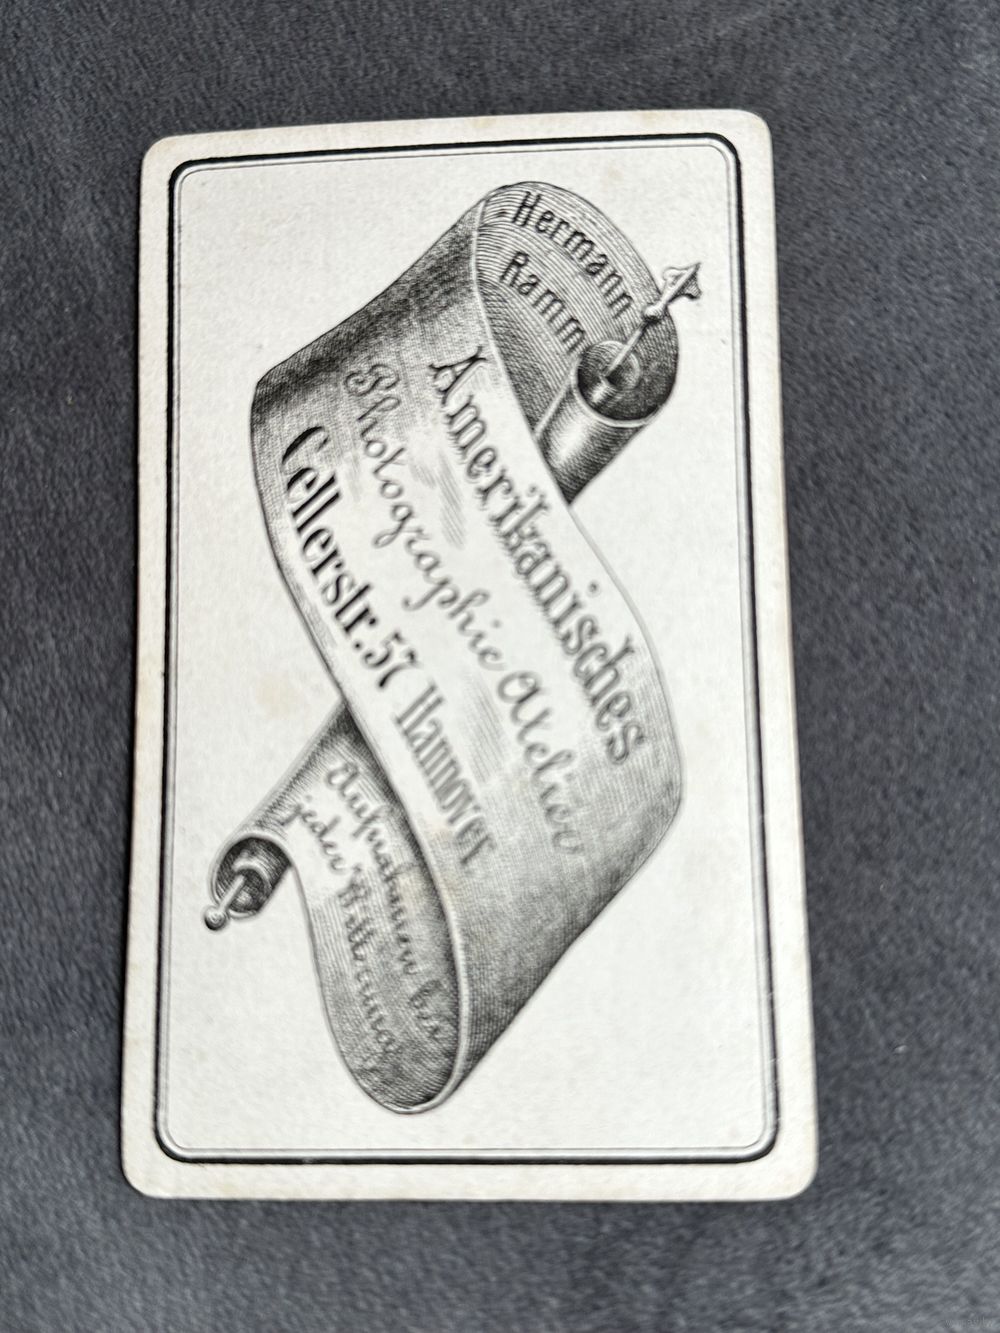 Hermann
Ramm
Amerikanisches
Photographie Atelier
Cellerstr. 57 Hannover
Aufnahmen bei
jeder Witterung